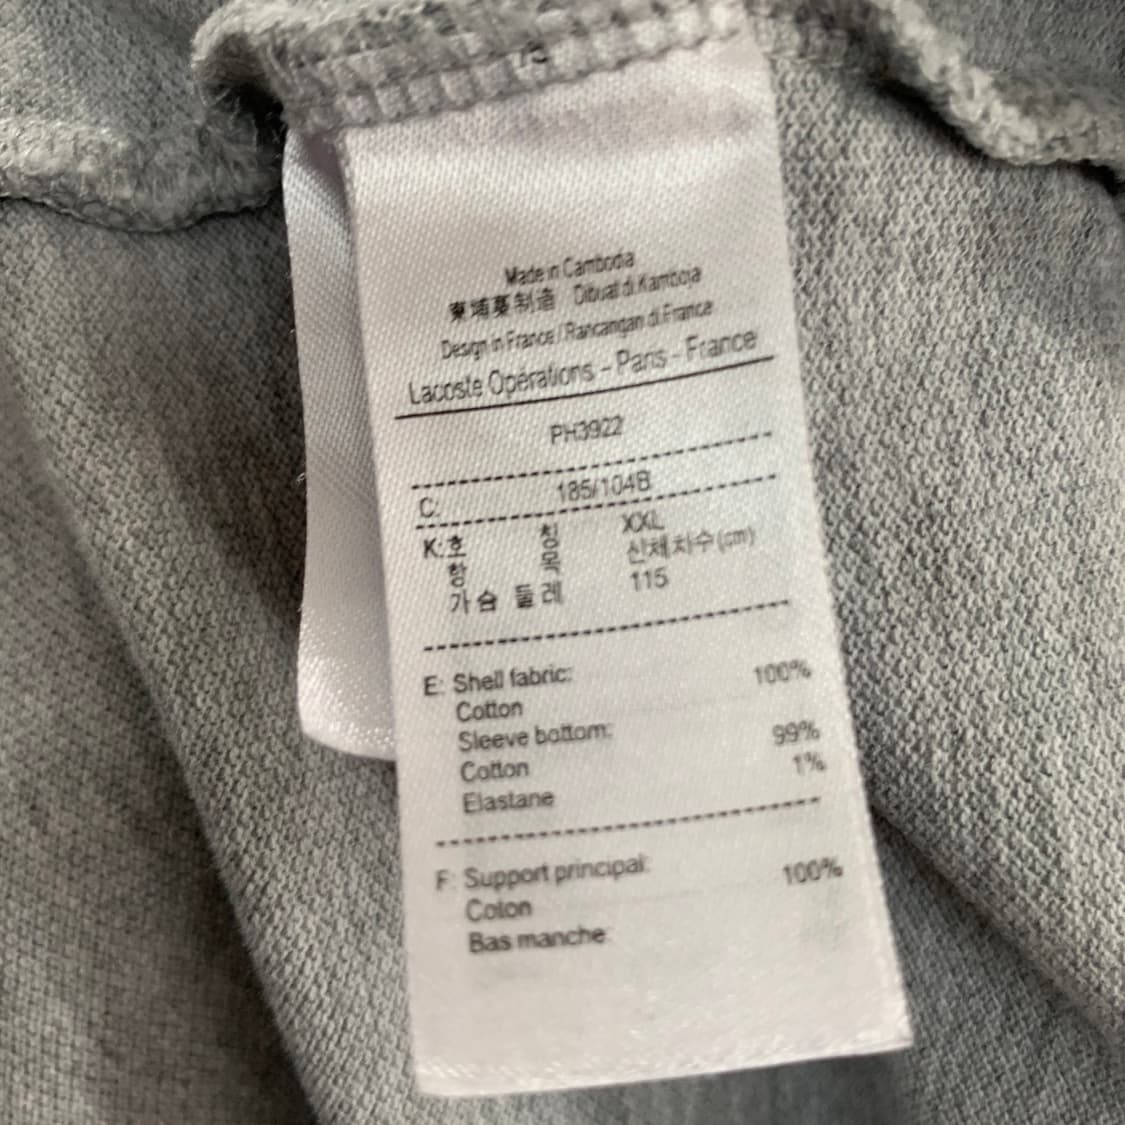 Made in Cambodia
柬埔寨制造 Dibuat di Kamboja
Design in France / Rancangan di France
Lacoste Opérations - Paris - France
PH3922
C: 185/104B
K: 호 칭 XXL
항 목 신체치수(cm)
가슴 둘레 115
E: Shell fabric: 100%
Cotton
Sleeve bottom: 99%
Cotton 1%
Elastane
F: Support principal: 100%
Coton
Bas manche